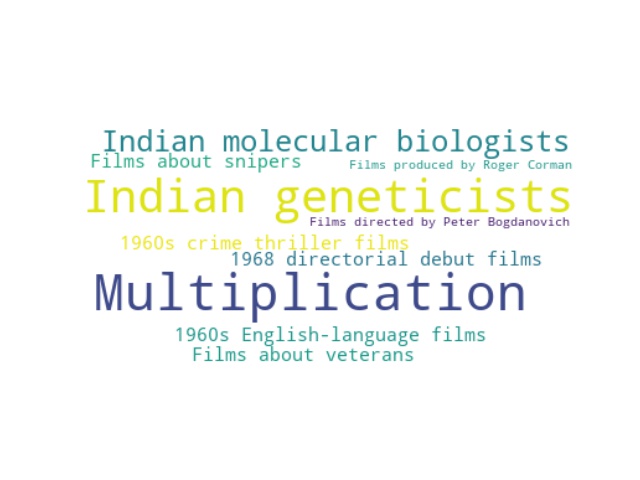 Indian molecular biologists
Films about snipers
Films produced by Roger Corman
Indian geneticists
Films directed by Peter Bogdanovich
1960s crime thriller films
1968 directorial debut films
Multiplication
1960s English-language films
Films about veterans